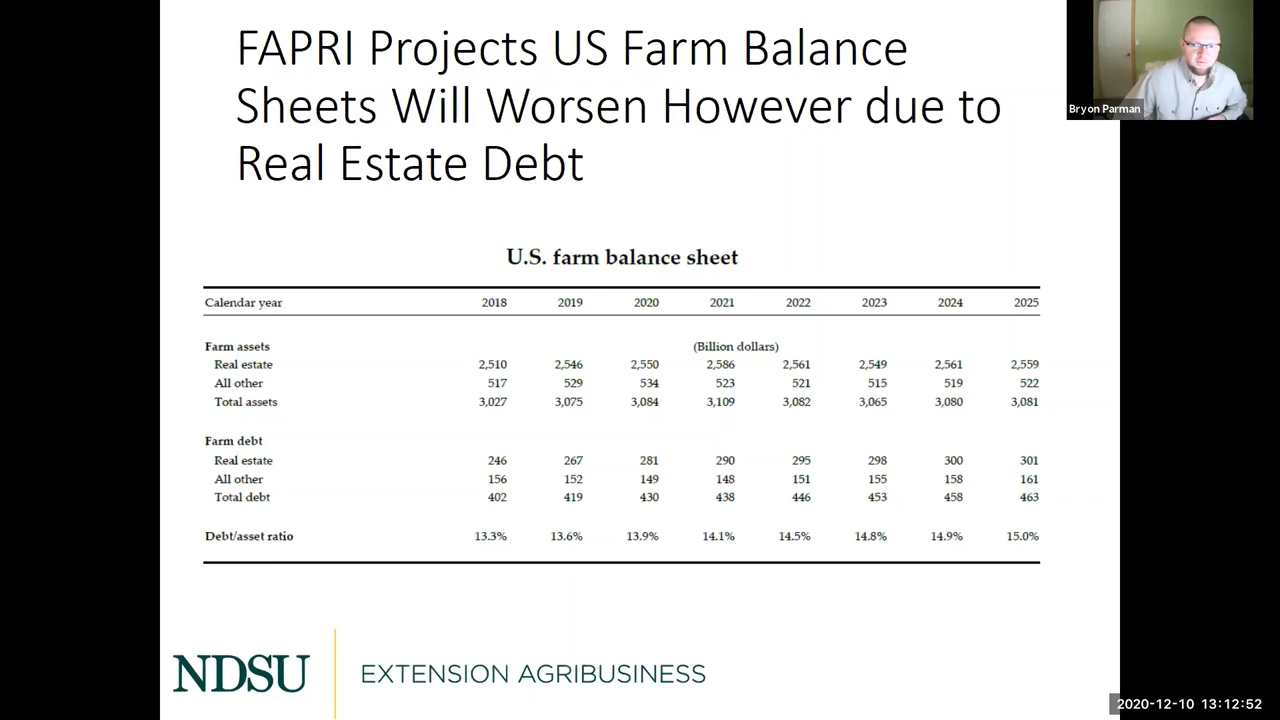 FAPRI Projects US Farm Balance
Sheets Will Worsen However due to
Real Estate Debt
Bryon Parman
U.S. farm balance sheet
Calendar year 2018 2019 2020 2021 2022 2023 2024 2025
Farm assets (Billion dollars)
Real estate 2,510 2,546 2,550 2,586 2,561 2,549 2,561 2,559
All other 517 529 534 523 521 515 519 522
Total assets 3,027 3,075 3,084 3,109 3,082 3,065 3,080 3,081
Farm debt
Real estate 246 267 281 290 295 298 300 301
All other 156 152 149 148 151 155 158 161
Total debt 402 419 430 438 446 453 458 463
Debt/asset ratio 13.3% 13.6% 13.9% 14.1% 14.5% 14.8% 14.9% 15.0%
NDSU EXTENSION AGRIBUSINESS
2020-12-10 13:12:52